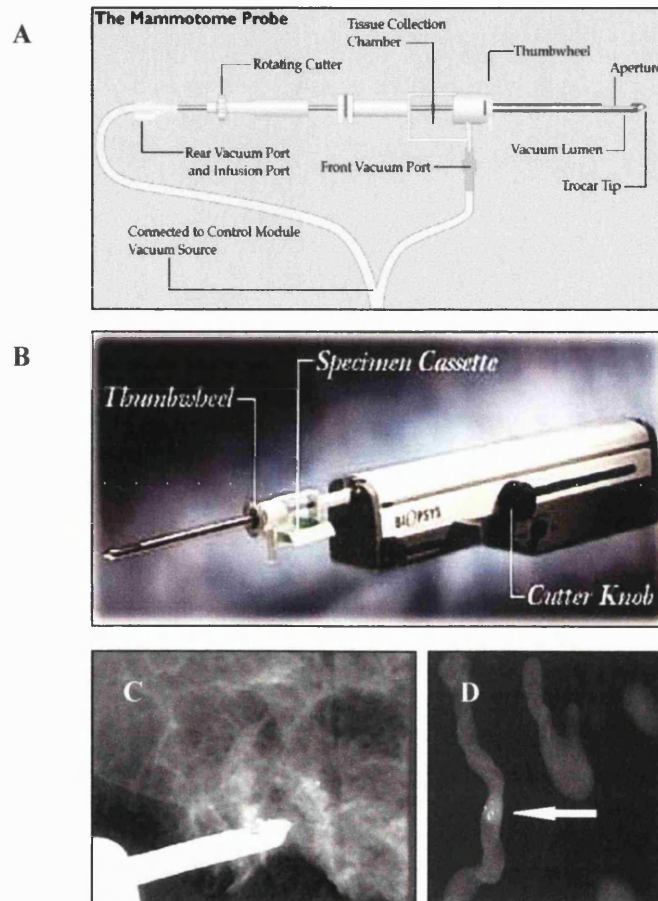 A
The Mammotome Probe
Tissue Collection
Chamber
Thumbwheel
Rotating Cutter
Aperture
Rear Vacuum Port
and Infusion Port
Front Vacuum Port
Vacuum Lumen
Trocar Tip
Connected to Control Module
Vacuum Source
B
Specimen Cassette
Thumbwheel
BIOPSYS
Cutter Knob
C
D